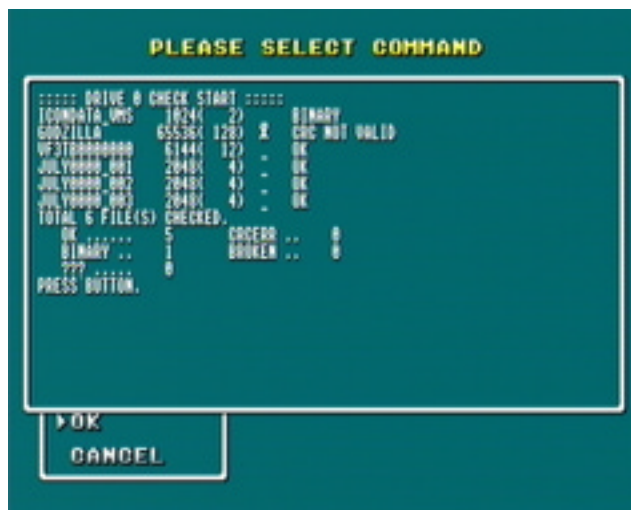 PLEASE SELECT COMMAND
::::: DRIVE 0 CHECK START :::::
ICONDATA_VMS 1024( 2) BINARY
GODZILLA 65536( 128) X CRC NOT VALID
VF3TB0000000 6144( 12) _ OK
JULY0000_001 2048( 4) _ OK
JULY0000_002 2048( 4) _ OK
JULY0000_003 2048( 4) _ OK
TOTAL 6 FILE(S) CHECKED.
OK ...... 5 CRCERR .. 0
BINARY .. 1 BROKEN .. 0
??? ..... 0
PRESS BUTTON.
OK
CANCEL